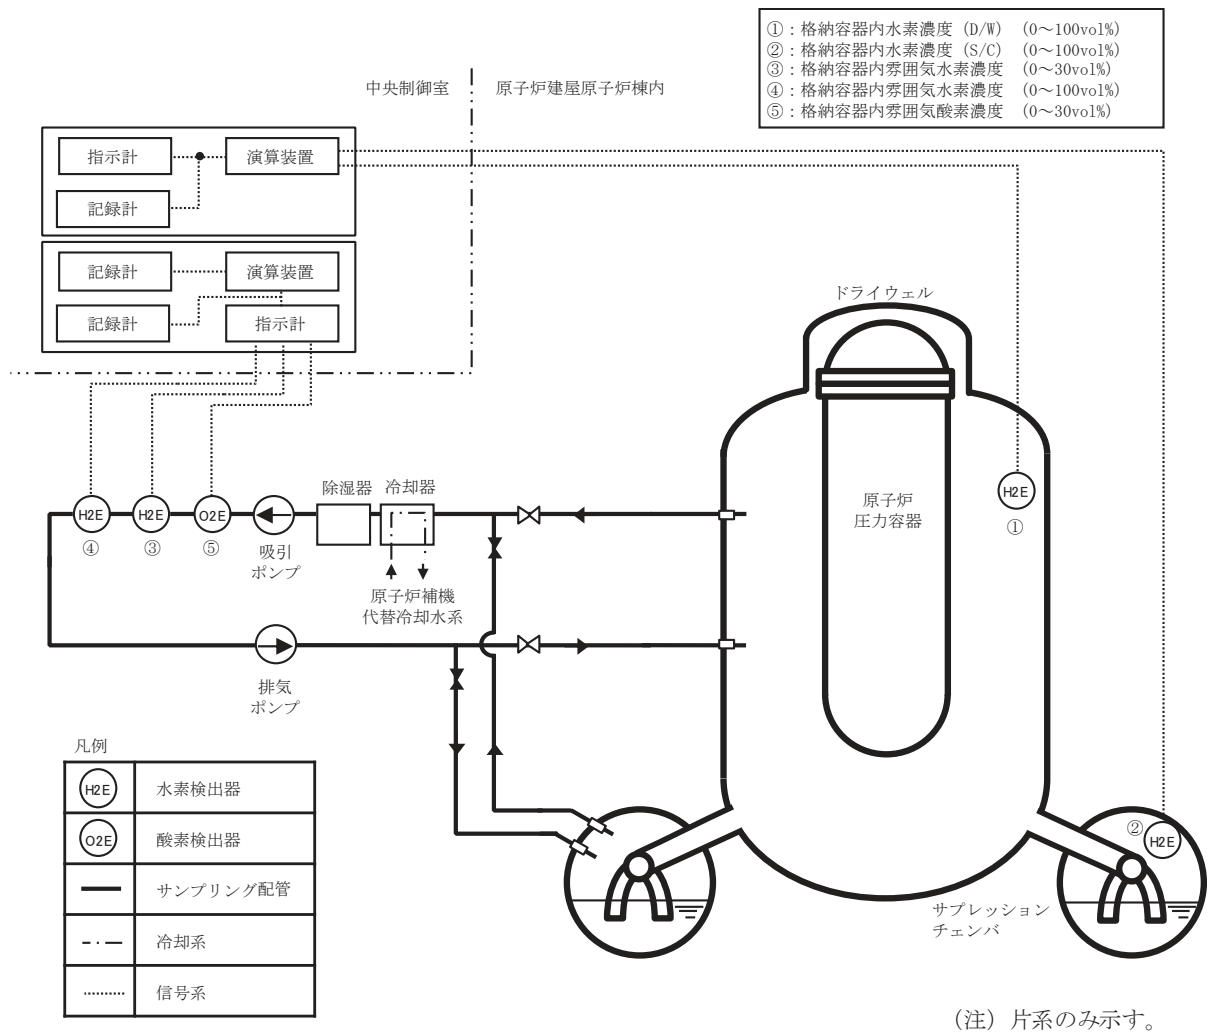 ①：格納容器内水素濃度（D/W）（0～100vol%）
②：格納容器内水素濃度（S/C）（0～100vol%）
③：格納容器内雰囲気水素濃度　（0～30vol%）
④：格納容器内雰囲気水素濃度　（0～100vol%）
⑤：格納容器内雰囲気酸素濃度　（0～30vol%）
中央制御室
原子炉建屋原子炉棟内
指示計
演算装置
記録計
記録計
演算装置
記録計
指示計
ドライウェル
除湿器
冷却器
H2E
H2E
O2E
④
③
⑤
吸引
ポンプ
原子炉補機
代替冷却水系
原子炉
圧力容器
H2E
①
排気
ポンプ
凡例
H2E
水素検出器
O2E
酸素検出器
サンプリング配管
冷却系
信号系
②
H2E
サプレッション
チェンバ
（注）片系のみ示す。